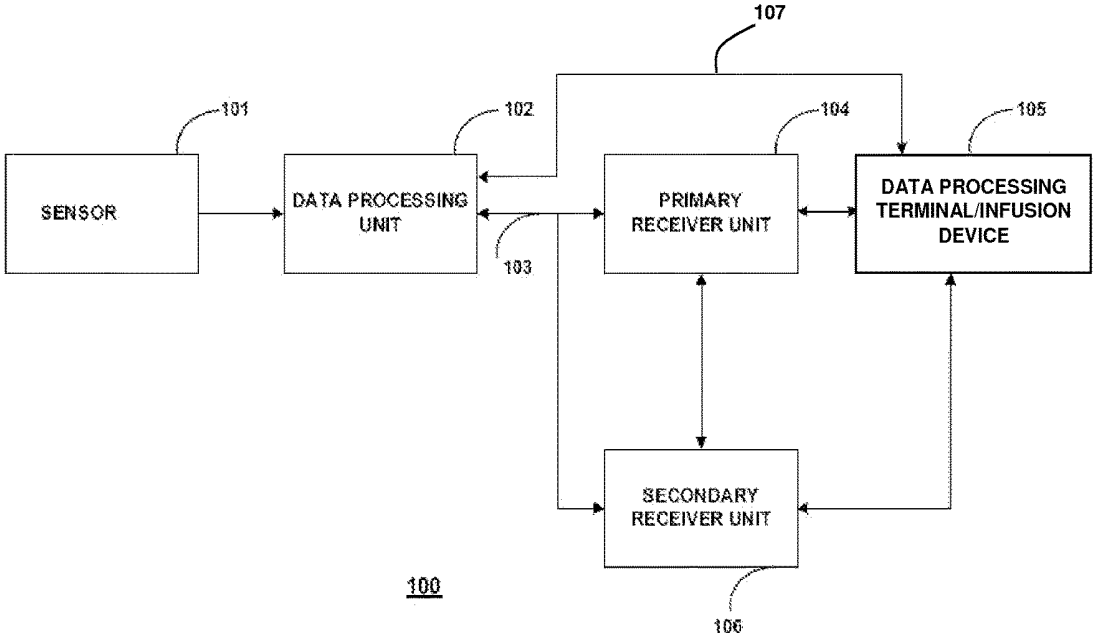 107
101
102
104
105
SENSOR
DATA PROCESSING
UNIT
PRIMARY
RECEIVER UNIT
DATA PROCESSING
TERMINAL/INFUSION
DEVICE
103
SECONDARY
RECEIVER UNIT
100
106